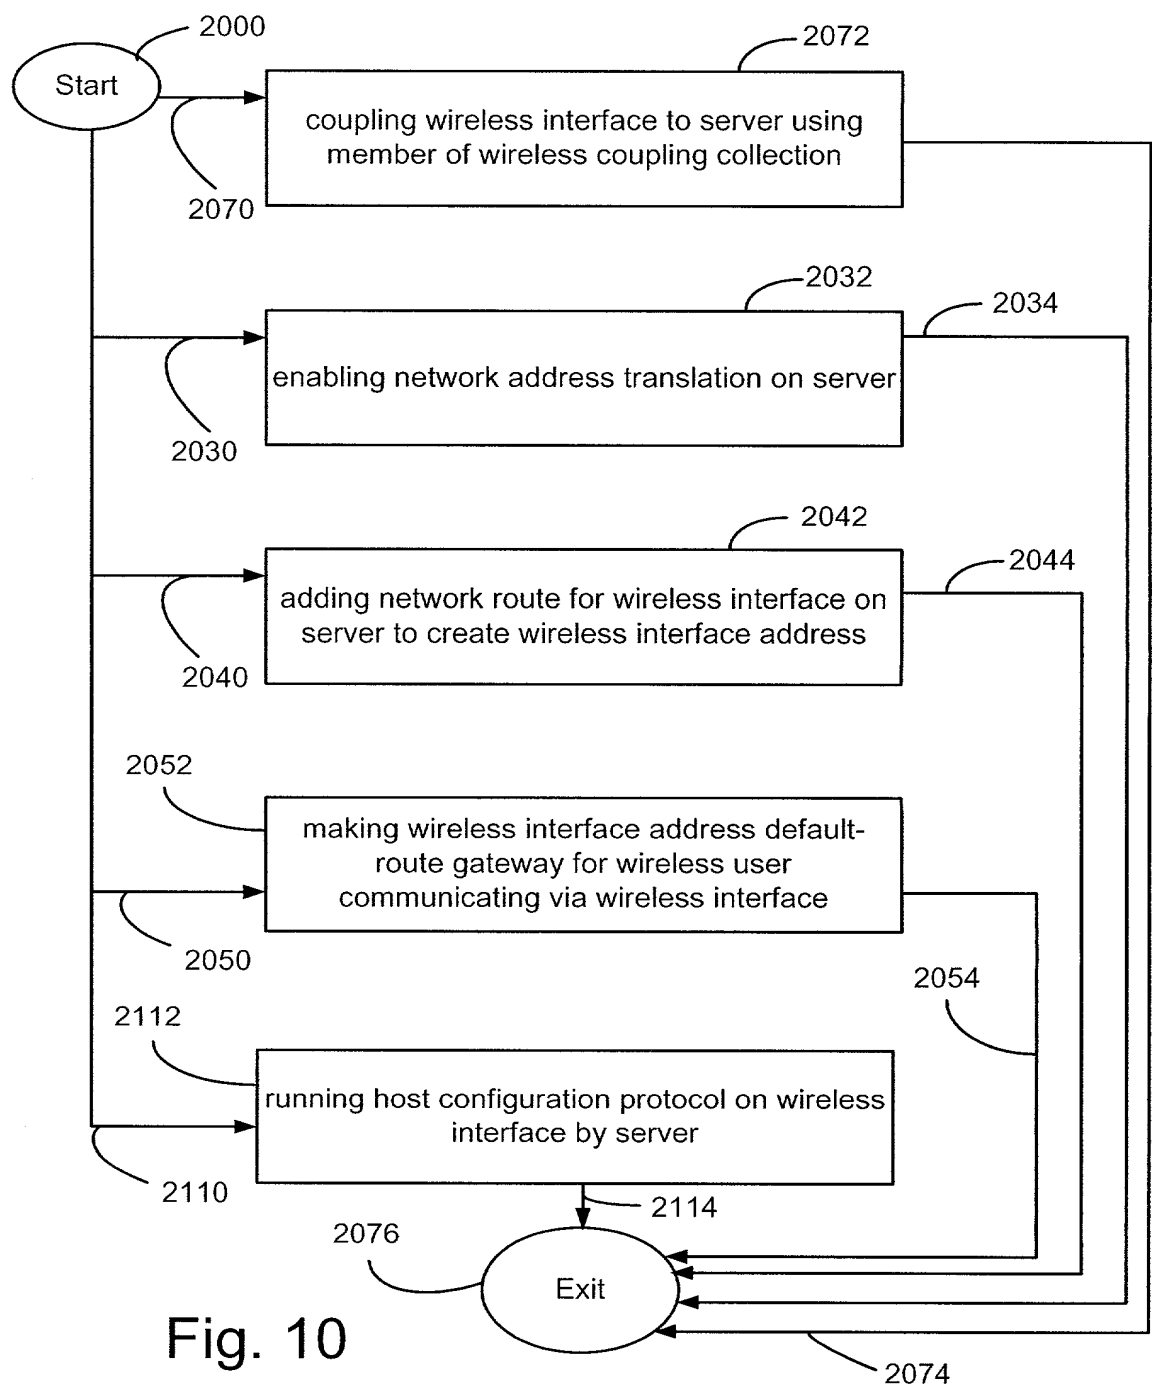 2000
Start
2072
coupling wireless interface to server using
member of wireless coupling collection
2070
2032
2034
enabling network address translation on server
2030
2042
2044
adding network route for wireless interface on
server to create wireless interface address
2040
2052
making wireless interface address default-
route gateway for wireless user
communicating via wireless interface
2050
2054
2112
running host configuration protocol on wireless
interface by server
2110
2114
2076
Exit
Fig. 10
2074